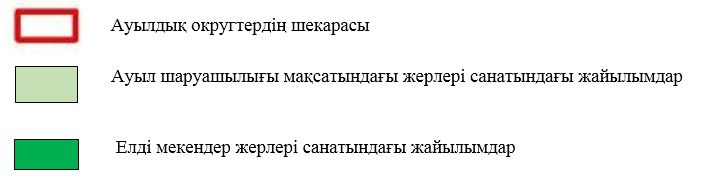 Ауылдық округтердің шекарасы
Ауыл шаруашылығы мақсатындағы жерлері санатындағы жайылымдар
Елді мекендер жерлері санатындағы жайылымдар